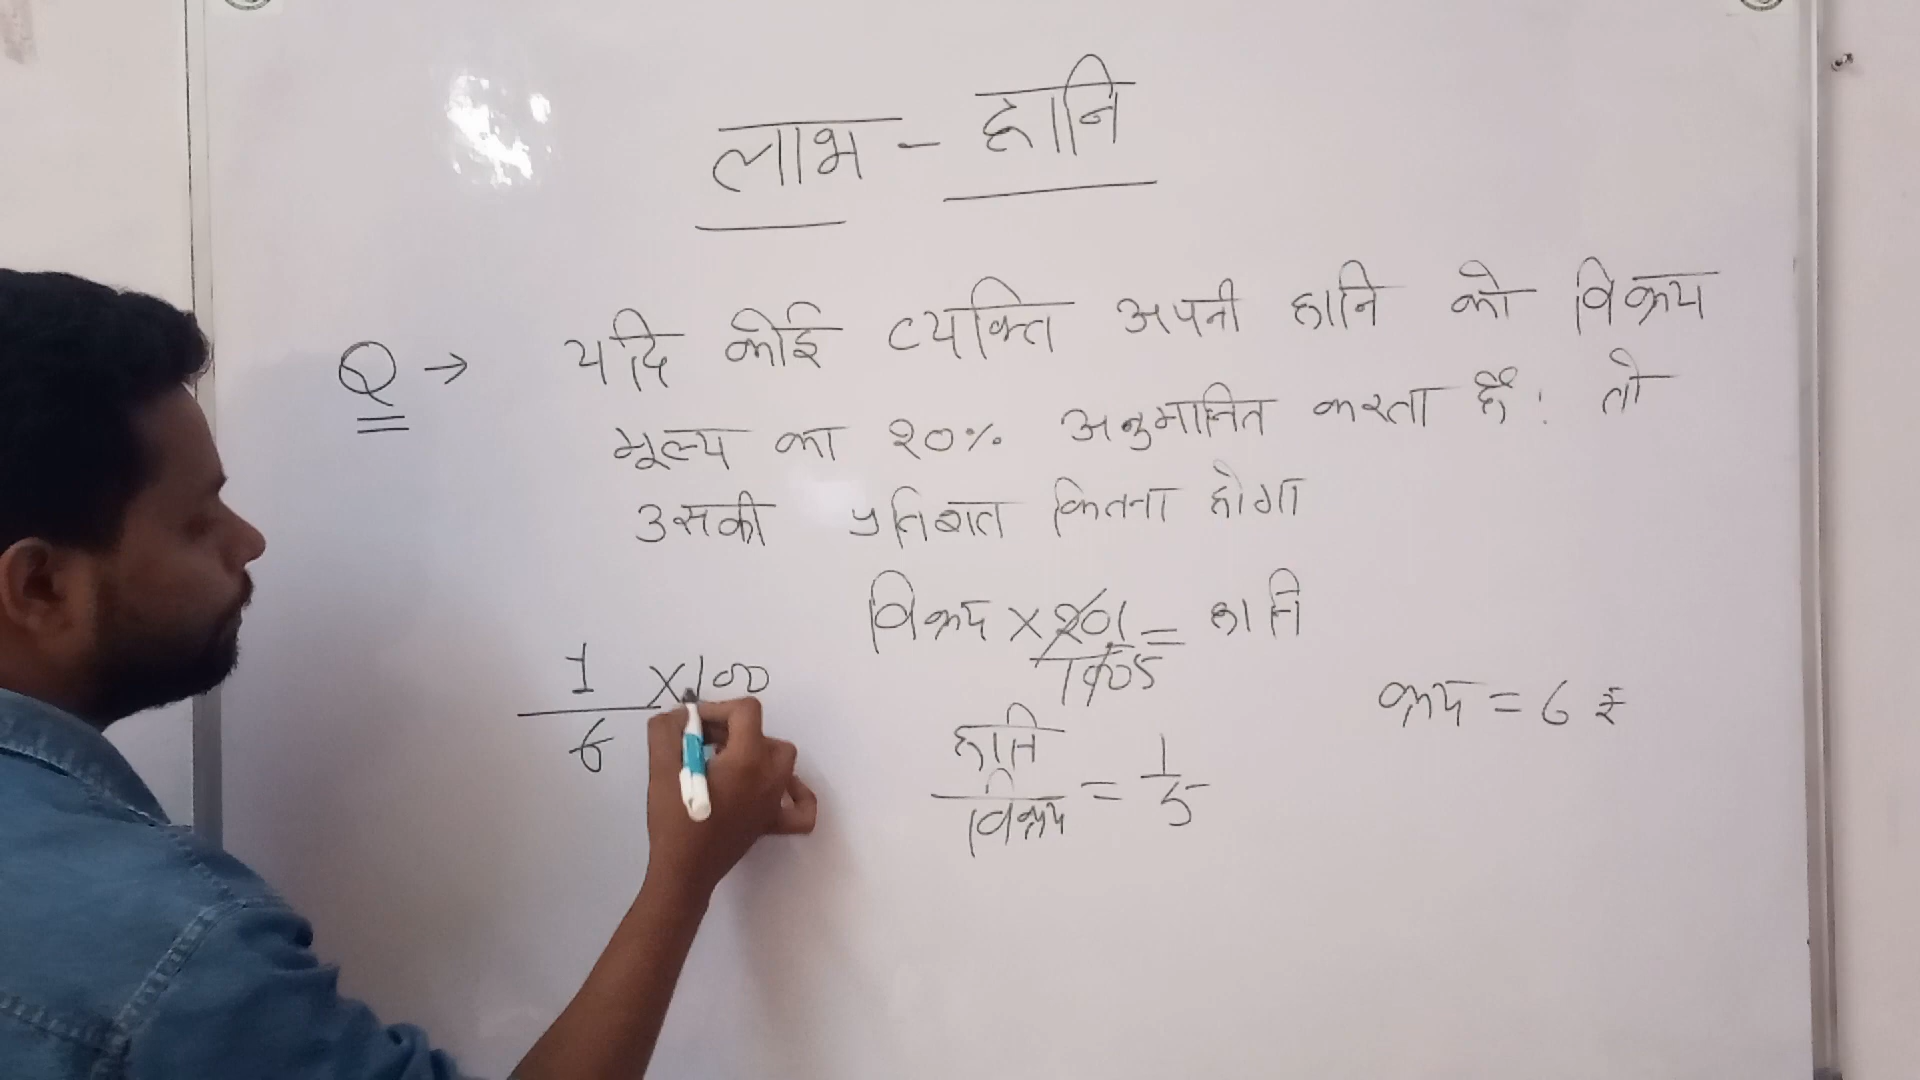 लाभ - हानि
Q → यदि कोई व्यक्ति अपनी हानि को विक्रय
मूल्य का २०% अनुमानित करता है। तो
उसकी प्रतिशत कितना होगा
विक्रय × २०/100 = हानि
1/6 × 100
क्रय = 6 ₹
हानि/विक्रय = 1/5